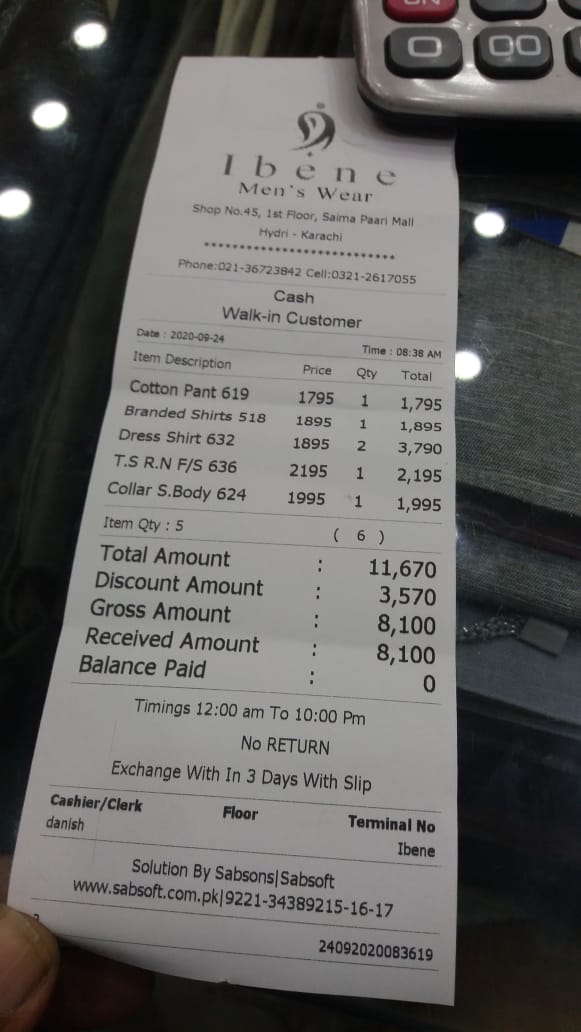 ON
0 00
Ibene
Men's Wear
Shop No.45, 1st Floor, Saima Paari Mall
Hydri - Karachi
***************************
Phone:021-36723842 Cell:0321-2617055
Cash
Walk-in Customer
Date : 2020-09-24 Time : 08:38 AM
Item Description Price Qty Total
Cotton Pant 619 1795 1 1,795
Branded Shirts 518 1895 1 1,895
Dress Shirt 632 1895 2 3,790
T.S R.N F/S 636 2195 1 2,195
Collar S.Body 624 1995 1 1,995
Item Qty : 5 ( 6 )
Total Amount : 11,670
Discount Amount : 3,570
Gross Amount : 8,100
Received Amount : 8,100
Balance Paid : 0
Timings 12:00 am To 10:00 Pm
No RETURN
Exchange With In 3 Days With Slip
Cashier/Clerk Floor Terminal No
danish Ibene
Solution By Sabsons|Sabsoft
www.sabsoft.com.pk|9221-34389215-16-17
24092020083619